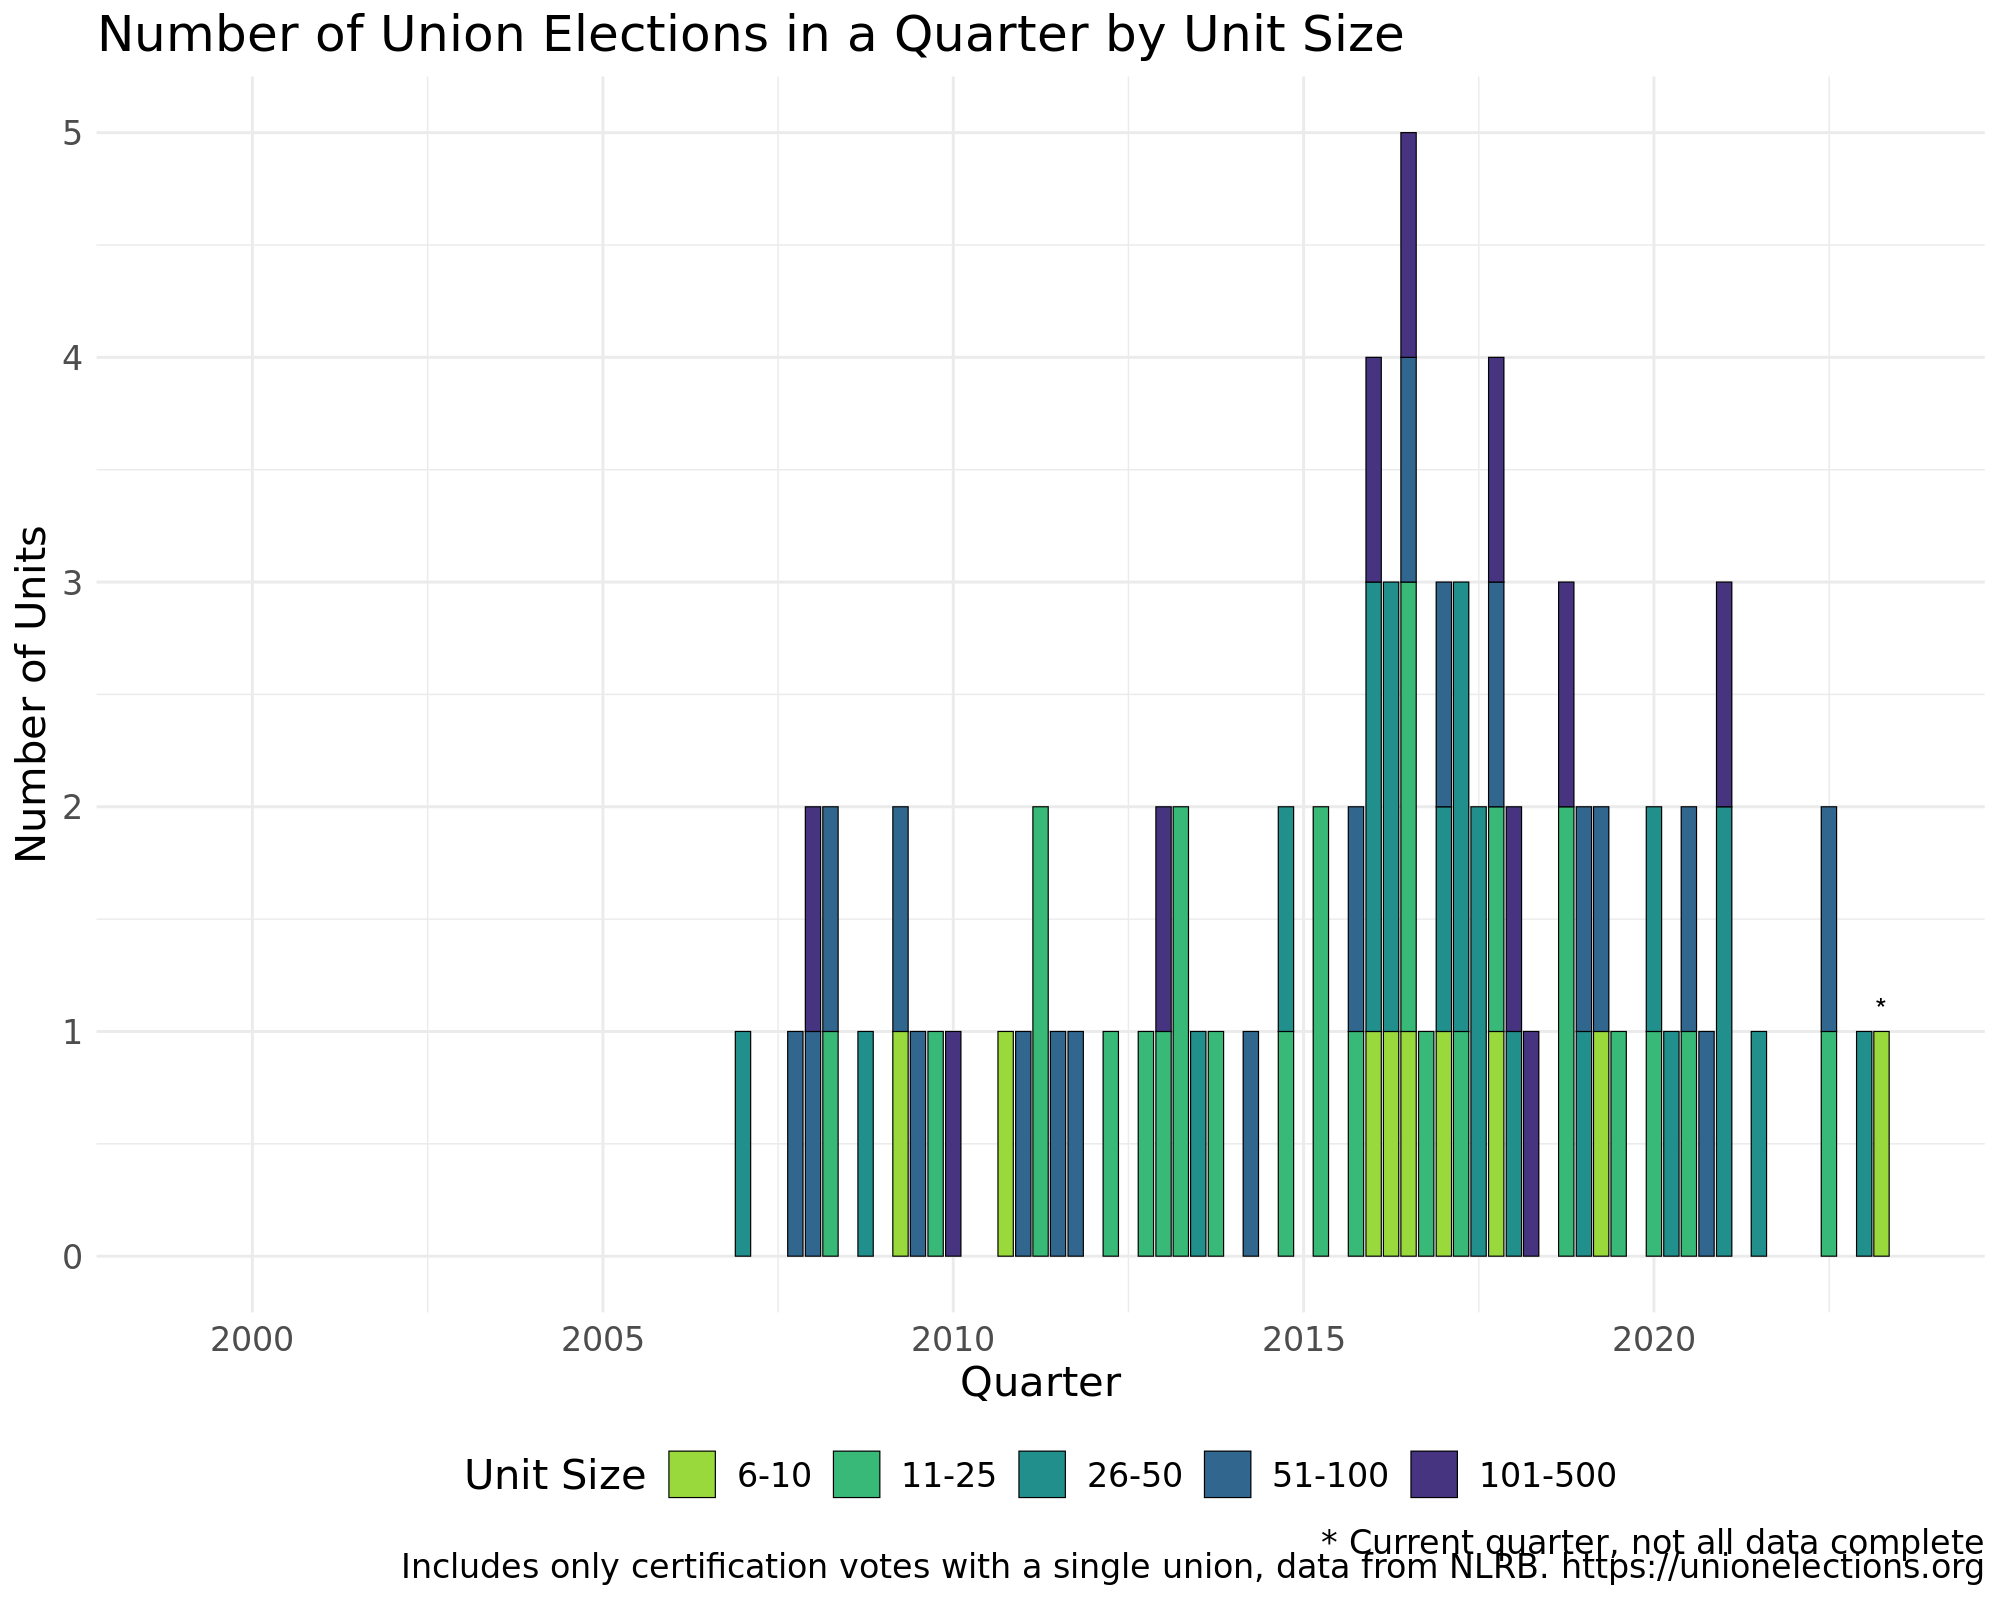 Number of Union Elections in a Quarter by Unit Size
5
4
3
2
1
0
Number of Units
*
2000 2005 2010 2015 2020
Quarter
Unit Size 6-10 11-25 26-50 51-100 101-500
* Current quarter, not all data complete
Includes only certification votes with a single union, data from NLRB. https://unionelections.org